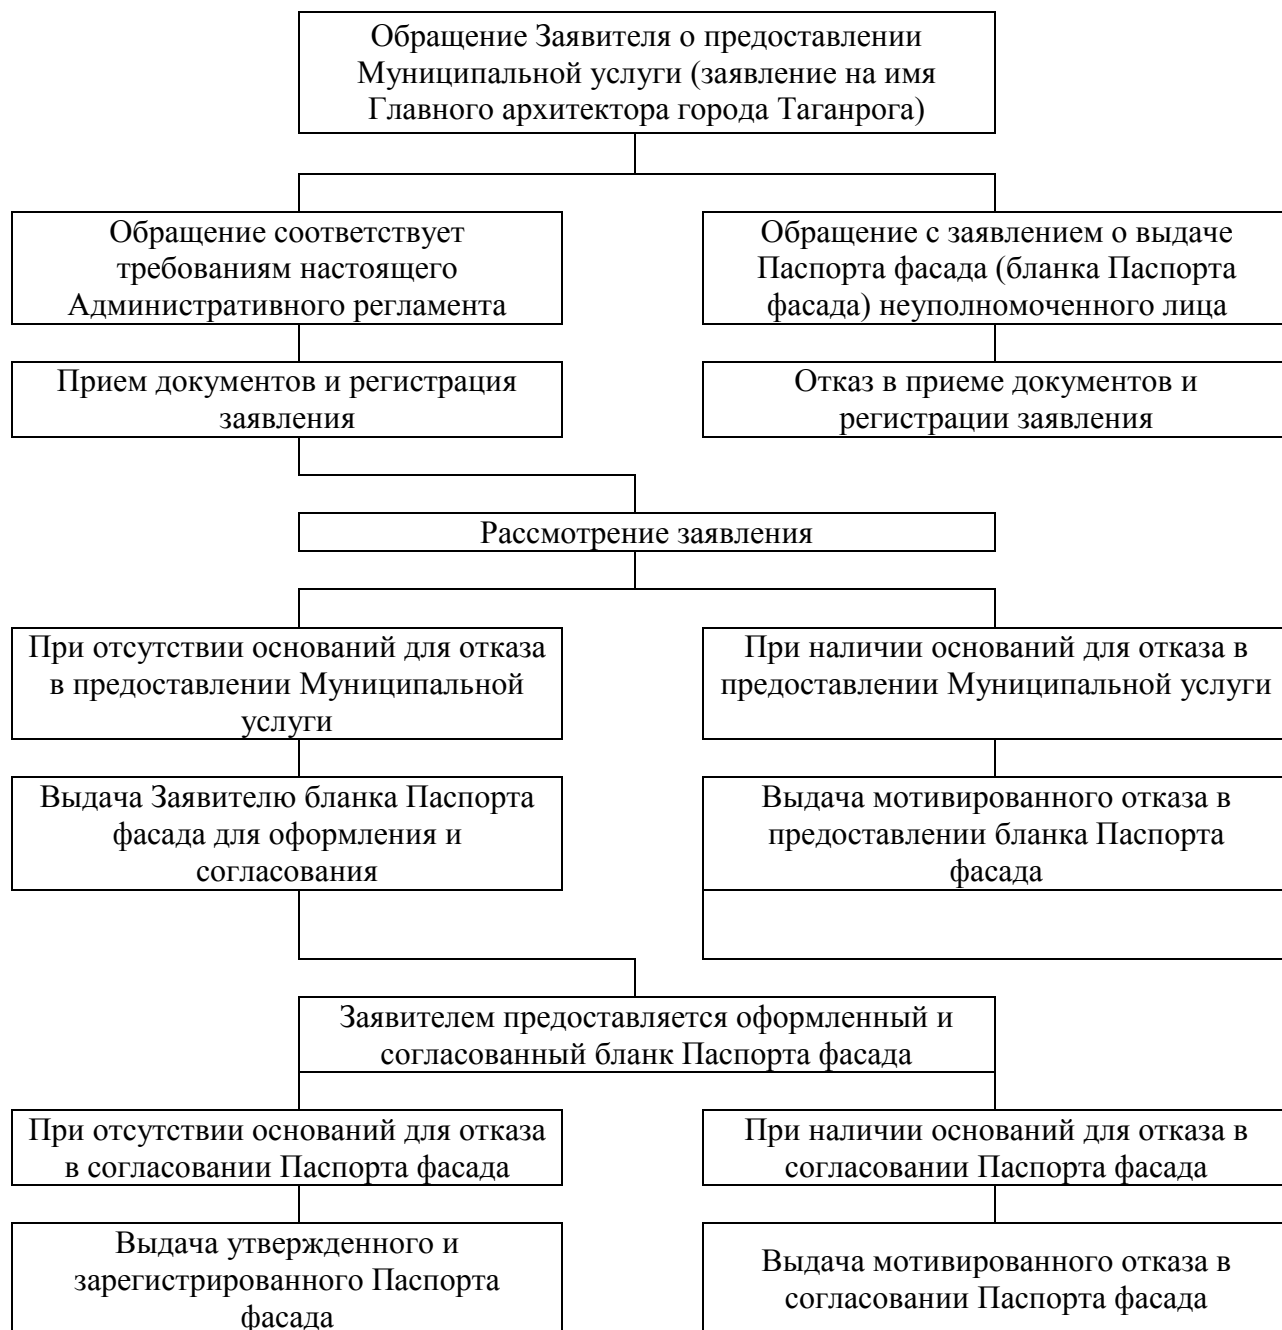 Обращение Заявителя о предоставлении
Муниципальной услуги (заявление на имя
Главного архитектора города Таганрога)
Обращение соответствует
требованиям настоящего
Административного регламента
Обращение с заявлением о выдаче
Паспорта фасада (бланка Паспорта
фасада) неуполномоченного лица
Прием документов и регистрация
заявления
Отказ в приеме документов и
регистрации заявления
Рассмотрение заявления
При отсутствии оснований для отказа
в предоставлении Муниципальной
услуги
При наличии оснований для отказа в
предоставлении Муниципальной услуги
Выдача Заявителю бланка Паспорта
фасада для оформления и
согласования
Выдача мотивированного отказа в
предоставлении бланка Паспорта
фасада
Заявителем предоставляется оформленный и
согласованный бланк Паспорта фасада
При отсутствии оснований для отказа
в согласовании Паспорта фасада
При наличии оснований для отказа в
согласовании Паспорта фасада
Выдача утвержденного и
зарегистрированного Паспорта
фасада
Выдача мотивированного отказа в
согласовании Паспорта фасада